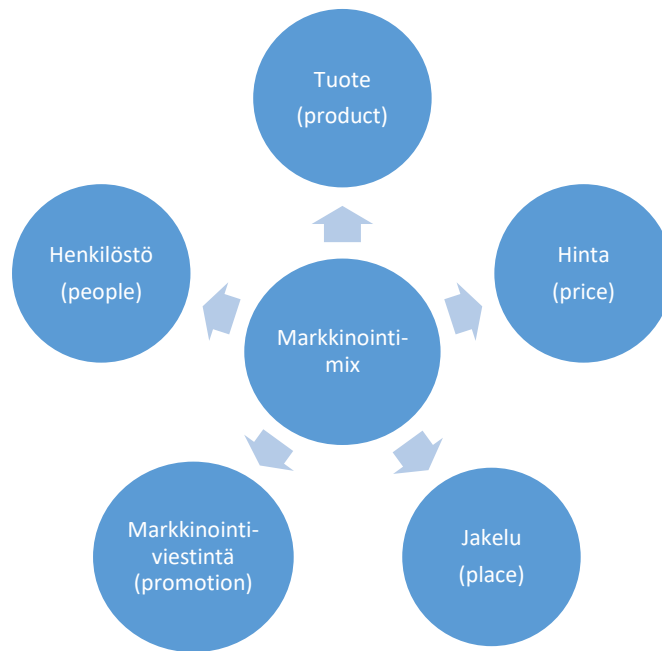 Tuote
(product)
Henkilöstö
(people)
Hinta
(price)
Markkinointi-
mix
Markkinointi-
viestintä
(promotion)
Jakelu
(place)